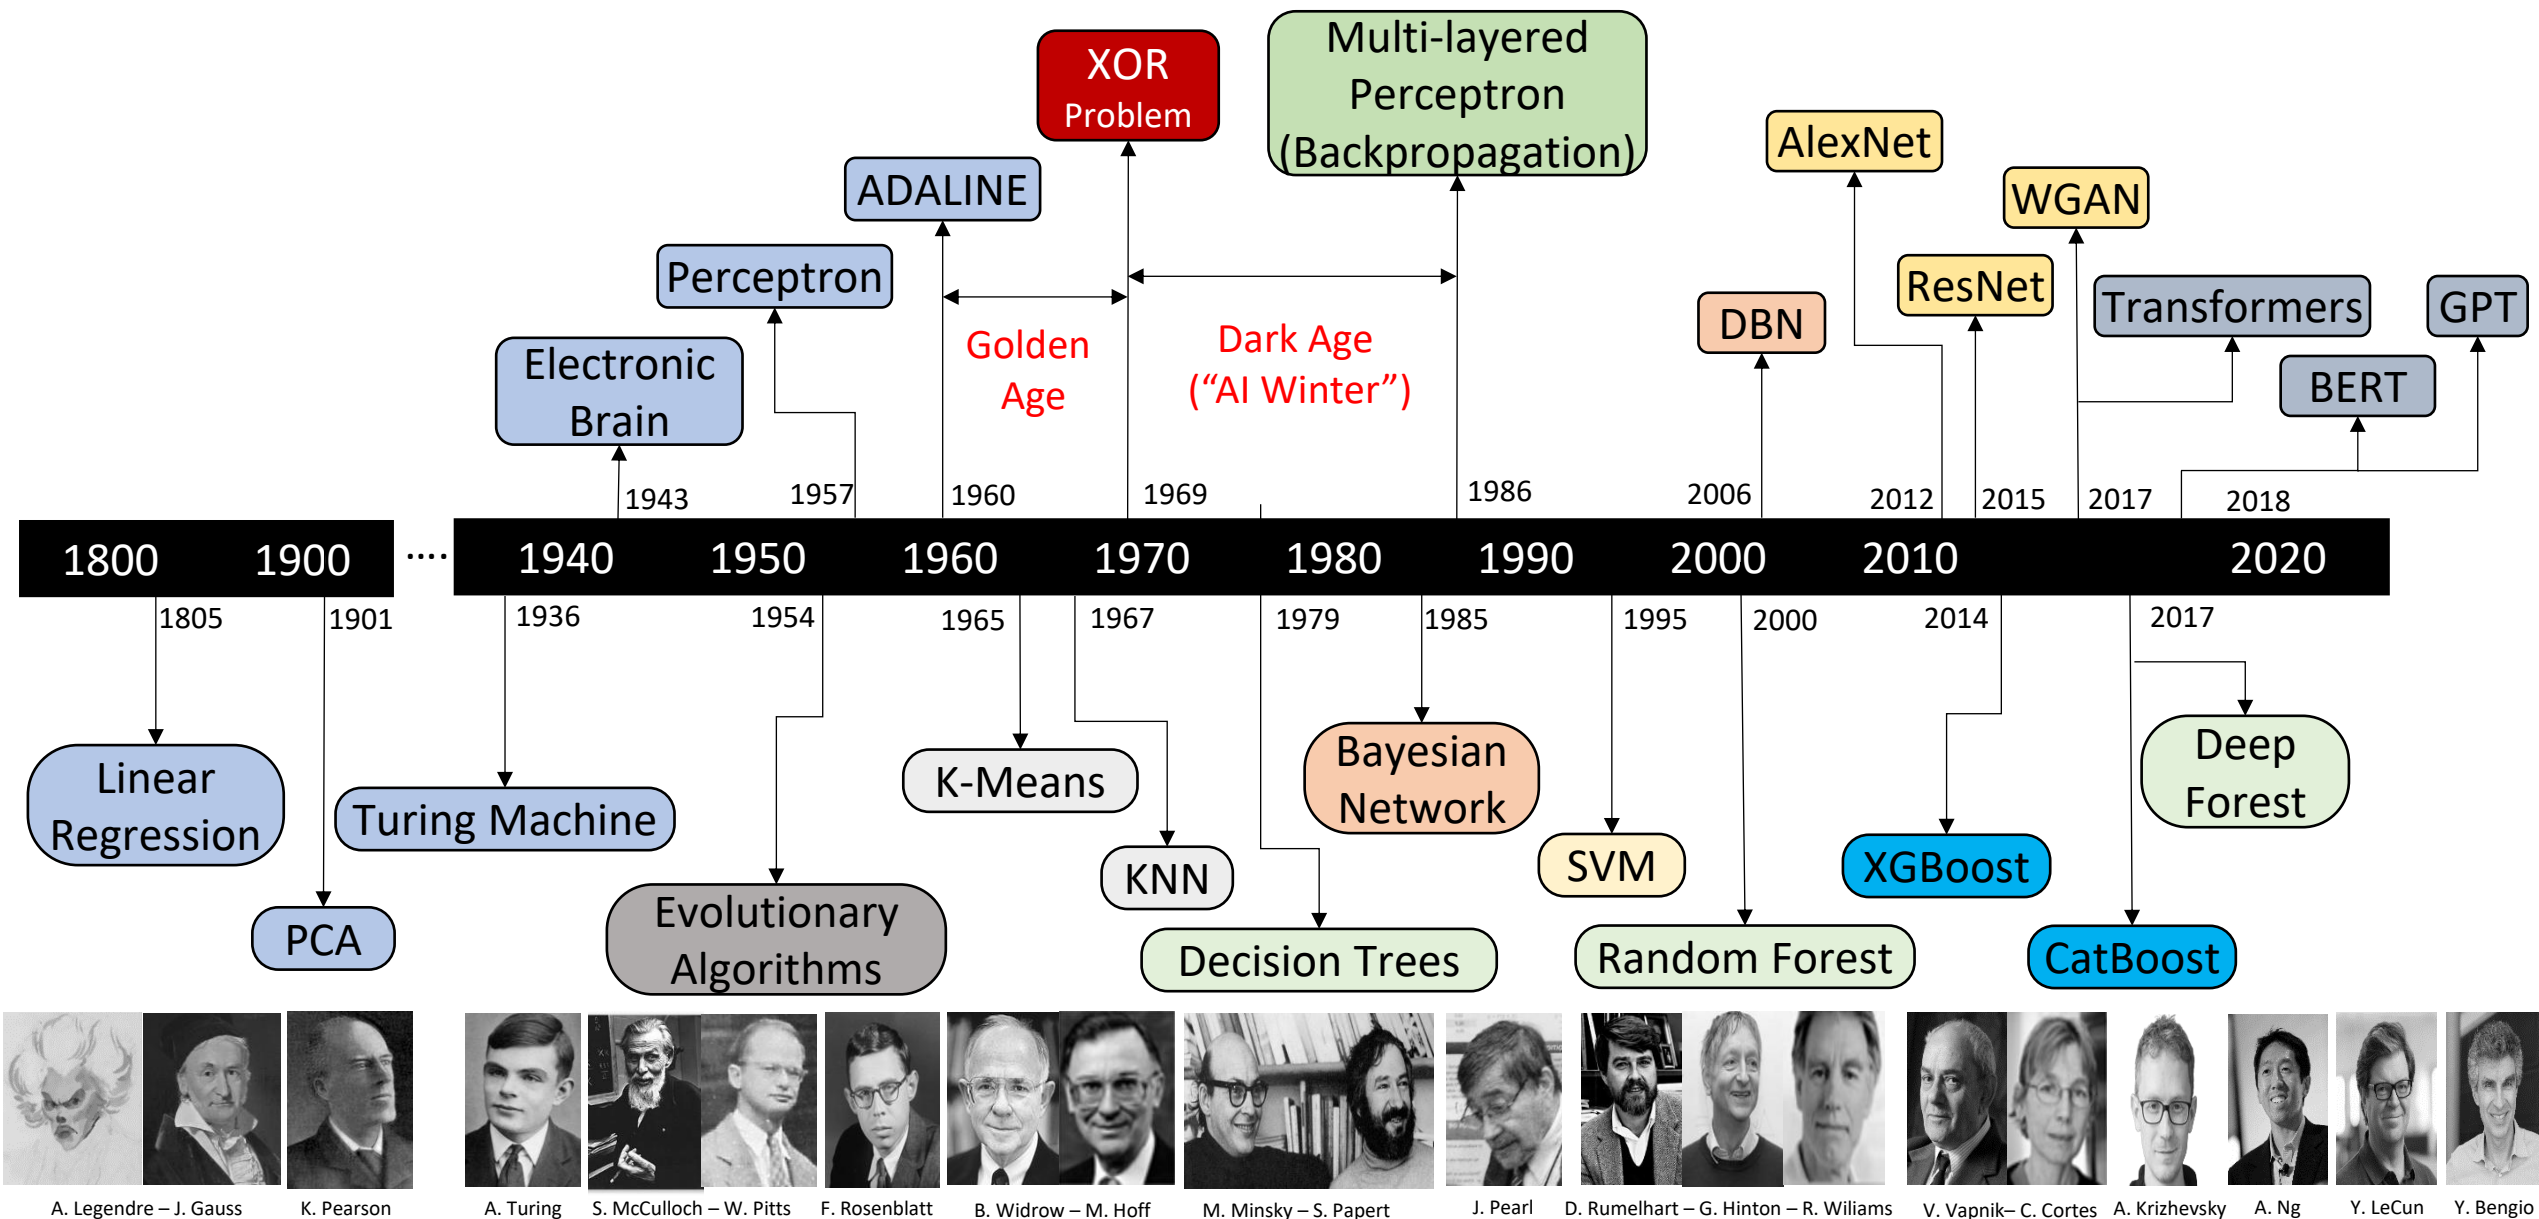 XOR
Problem
Multi-layered
Perceptron
(Backpropagation)
AlexNet
ADALINE
WGAN
Perceptron
ResNet
Transformers
GPT
DBN
Golden
Age
Dark Age
(“AI Winter”)
Electronic
Brain
BERT
1943
1957
1960
1969
1986
2006
2012
2015
2017
2018
1800
1900
....
1940
1950
1960
1970
1980
1990
2000
2010
2020
1805
1901
1936
1954
1965
1967
1979
1985
1995
2000
2014
2017
Linear
Regression
Turing Machine
K-Means
Bayesian
Network
Deep
Forest
KNN
SVM
XGBoost
PCA
Evolutionary
Algorithms
Decision Trees
Random Forest
CatBoost
A. Legendre – J. Gauss
K. Pearson
A. Turing
S. McCulloch – W. Pitts
F. Rosenblatt
B. Widrow – M. Hoff
M. Minsky – S. Papert
J. Pearl
D. Rumelhart – G. Hinton – R. Wiliams
V. Vapnik– C. Cortes
A. Krizhevsky
A. Ng
Y. LeCun
Y. Bengio